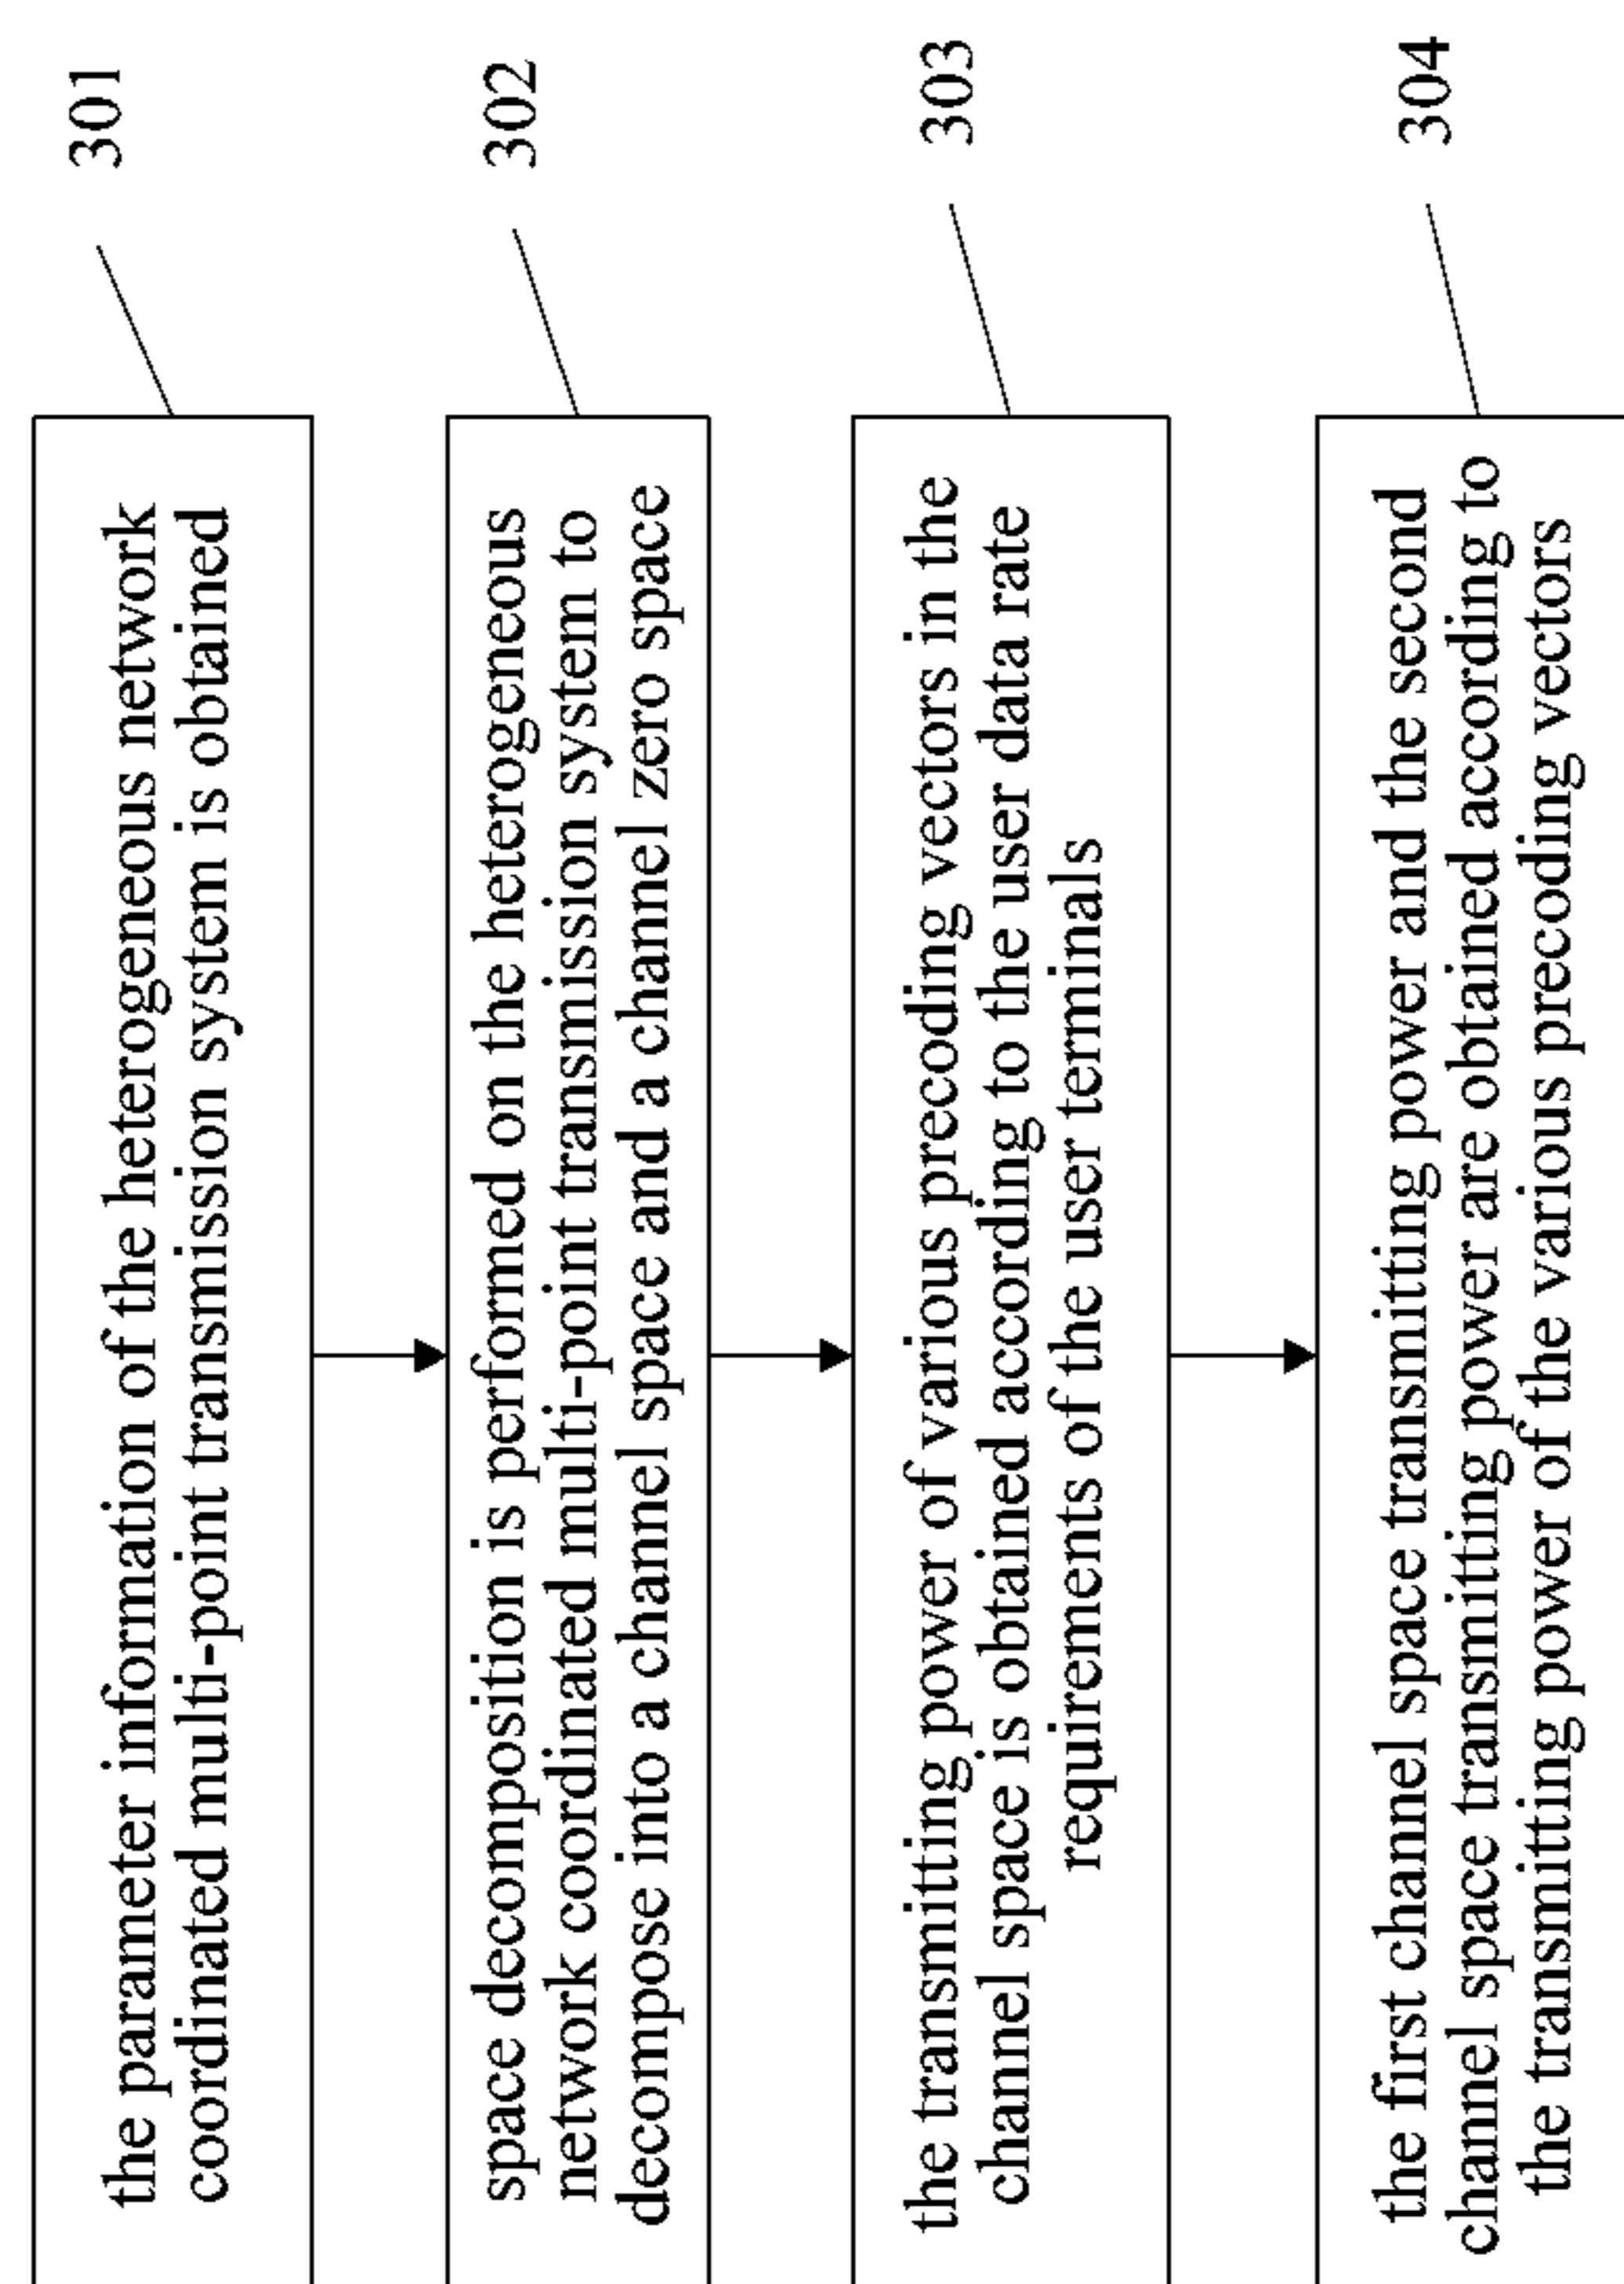 the parameter information of the heterogeneous network
coordinated multi-point transmission system is obtained
301
space decomposition is performed on the heterogeneous
network coordinated multi-point transmission system to
decompose into a channel space and a channel zero space
302
the transmitting power of various precoding vectors in the
channel space is obtained according to the user data rate
requirements of the user terminals
303
the first channel space transmitting power and the second
channel space transmitting power are obtained according to
the transmitting power of the various precoding vectors
304